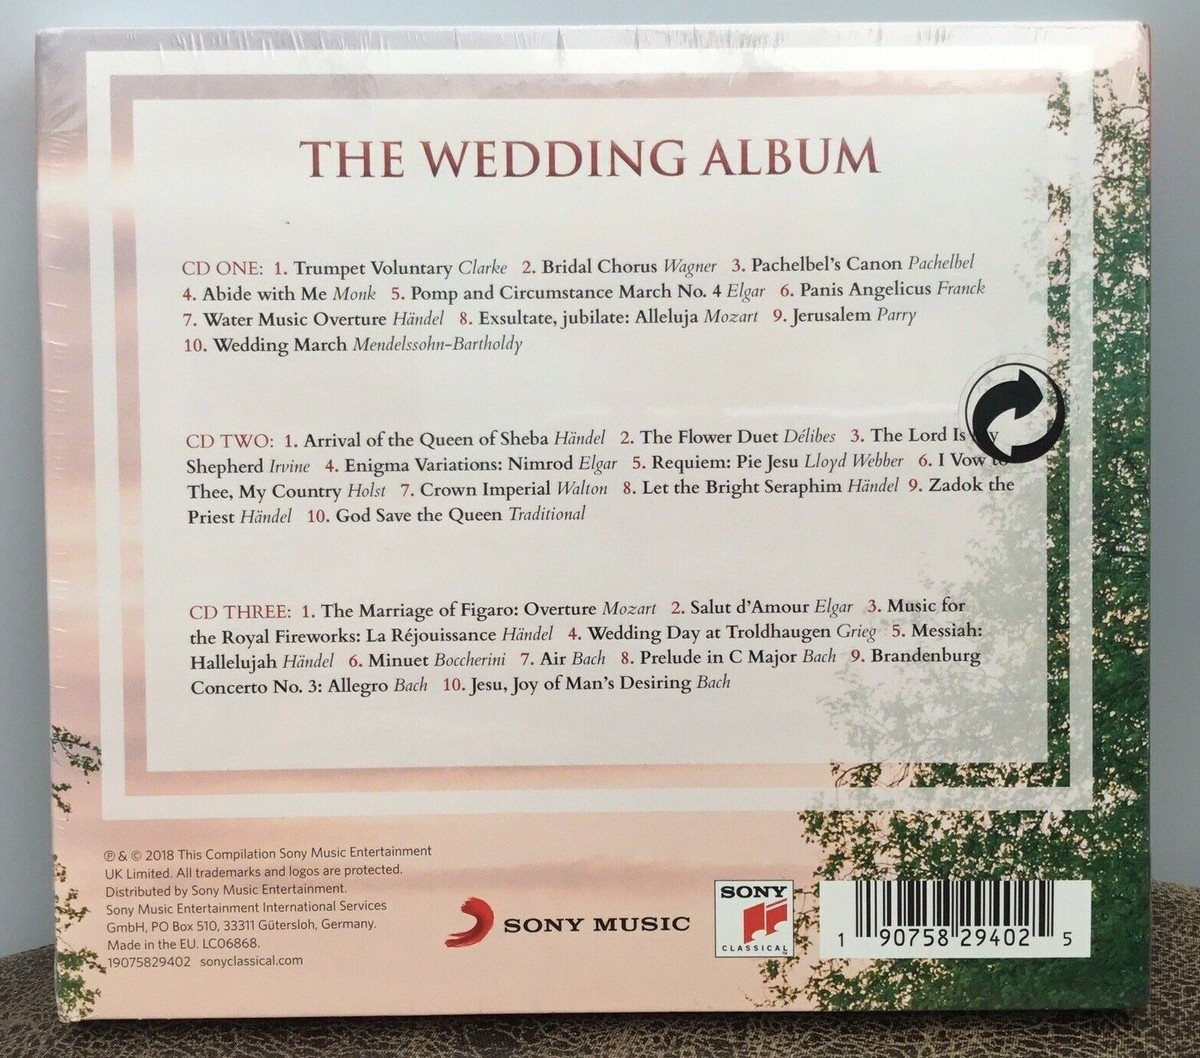 THE WEDDING ALBUM
CD ONE: 1. Trumpet Voluntary Clarke 2. Bridal Chorus Wagner 3. Pachelbel's Canon Pachelbel
4. Abide with Me Monk 5. Pomp and Circumstance March No. 4 Elgar 6. Panis Angelicus Franck
7. Water Music Overture Händel 8. Exsultate, jubilate: Alleluja Mozart 9. Jerusalem Parry
10. Wedding March Mendelssohn-Bartholdy
CD TWO: 1. Arrival of the Queen of Sheba Händel 2. The Flower Duet Délibes 3. The Lord Is
Shepherd Irvine 4. Enigma Variations: Nimrod Elgar 5. Requiem: Pie Jesu Lloyd Webber 6. I Vow to
Thee, My Country Holst 7. Crown Imperial Walton 8. Let the Bright Seraphim Händel 9. Zadok the
Priest Händel 10. God Save the Queen Traditional
CD THREE: 1. The Marriage of Figaro: Overture Mozart 2. Salut d'Amour Elgar 3. Music for
the Royal Fireworks: La Réjouissance Händel 4. Wedding Day at Troldhaugen Grieg 5. Messiah:
Hallelujah Händel 6. Minuet Boccherini 7. Air Bach 8. Prelude in C Major Bach 9. Brandenburg
Concerto No. 3: Allegro Bach 10. Jesu, Joy of Man's Desiring Bach
℗ & © 2018 This Compilation Sony Music Entertainment
UK Limited. All trademarks and logos are protected.
Distributed by Sony Music Entertainment.
Sony Music Entertainment International Services
GmbH, PO Box 510, 33311 Gütersloh, Germany.
Made in the EU. LC06868.
19075829402 sonyclassical.com
SONY MUSIC
SONY
CLASSICAL
1 90758 29402 5